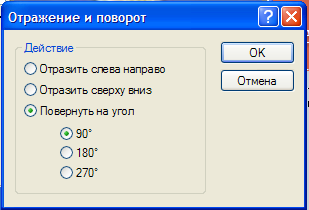 Отражение и поворот
Действие
Отразить слева направо
Отразить сверху вниз
Повернуть на угол
90°
180°
270°
OK
Отмена